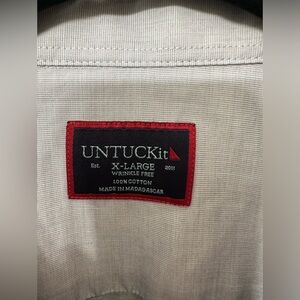 UNTUCKit
Est. X-LARGE 2011
WRINKLE FREE
100% COTTON
MADE IN MADAGASCAR